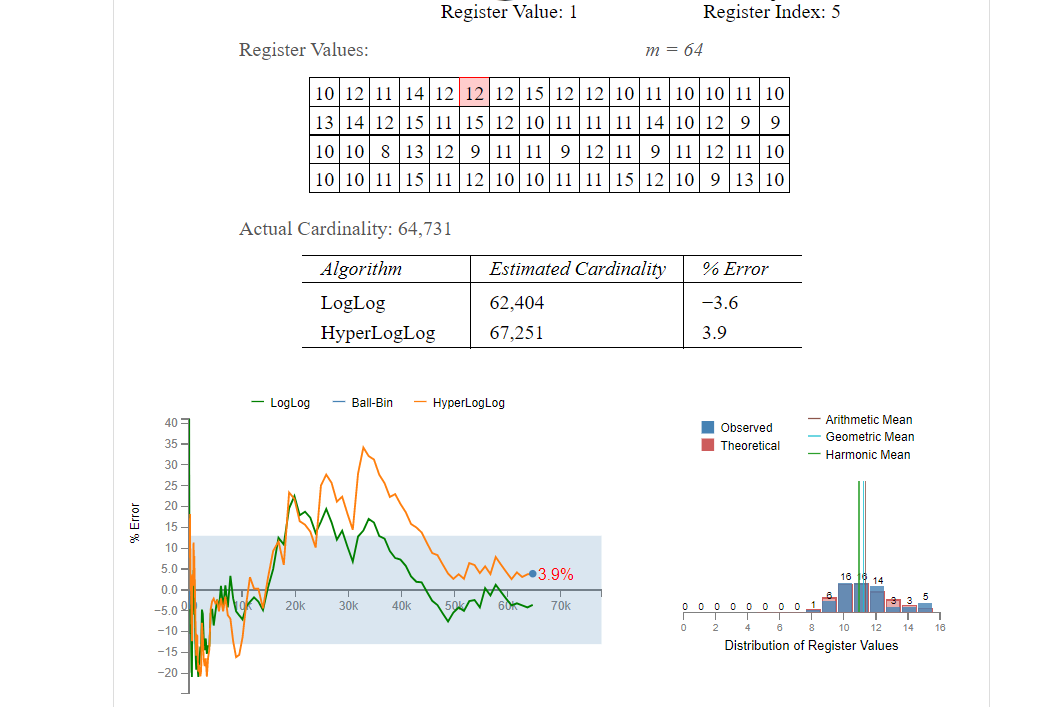 Register Value: 1 Register Index: 5
Register Values: m = 64
10 12 11 14 12 12 12 15 12 12 10 11 10 10 11 10
13 14 12 15 11 15 12 10 11 11 11 14 10 12 9 9
10 10 8 13 12 9 11 11 9 12 11 9 11 12 11 10
10 10 11 15 11 12 10 10 11 11 15 12 10 9 13 10
Actual Cardinality: 64,731
Algorithm Estimated Cardinality % Error
LogLog 62,404 −3.6
HyperLogLog 67,251 3.9
LogLog Ball-Bin HyperLogLog
% Error
40
35
30
25
20
15
10
5.0
0.0
−5.0
−10
−15
−20
0.0 10k 20k 30k 40k 50k 60k 70k
3.9%
Observed
Theoretical
Arithmetic Mean
Geometric Mean
Harmonic Mean
0 0 0 0 0 0 0 0 1 6 16 16 14 3 3 5
0 2 4 6 8 10 12 14 16
Distribution of Register Values